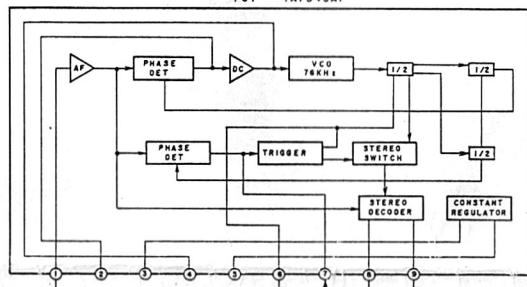 AF
PHASE
DET
DC
VCO
76KHz
1/2
1/2
PHASE
DET
TRIGGER
STEREO
SWITCH
1/2
STEREO
DECODER
CONSTANT
REGULATOR
1
2
3
4
5
6
7
8
9